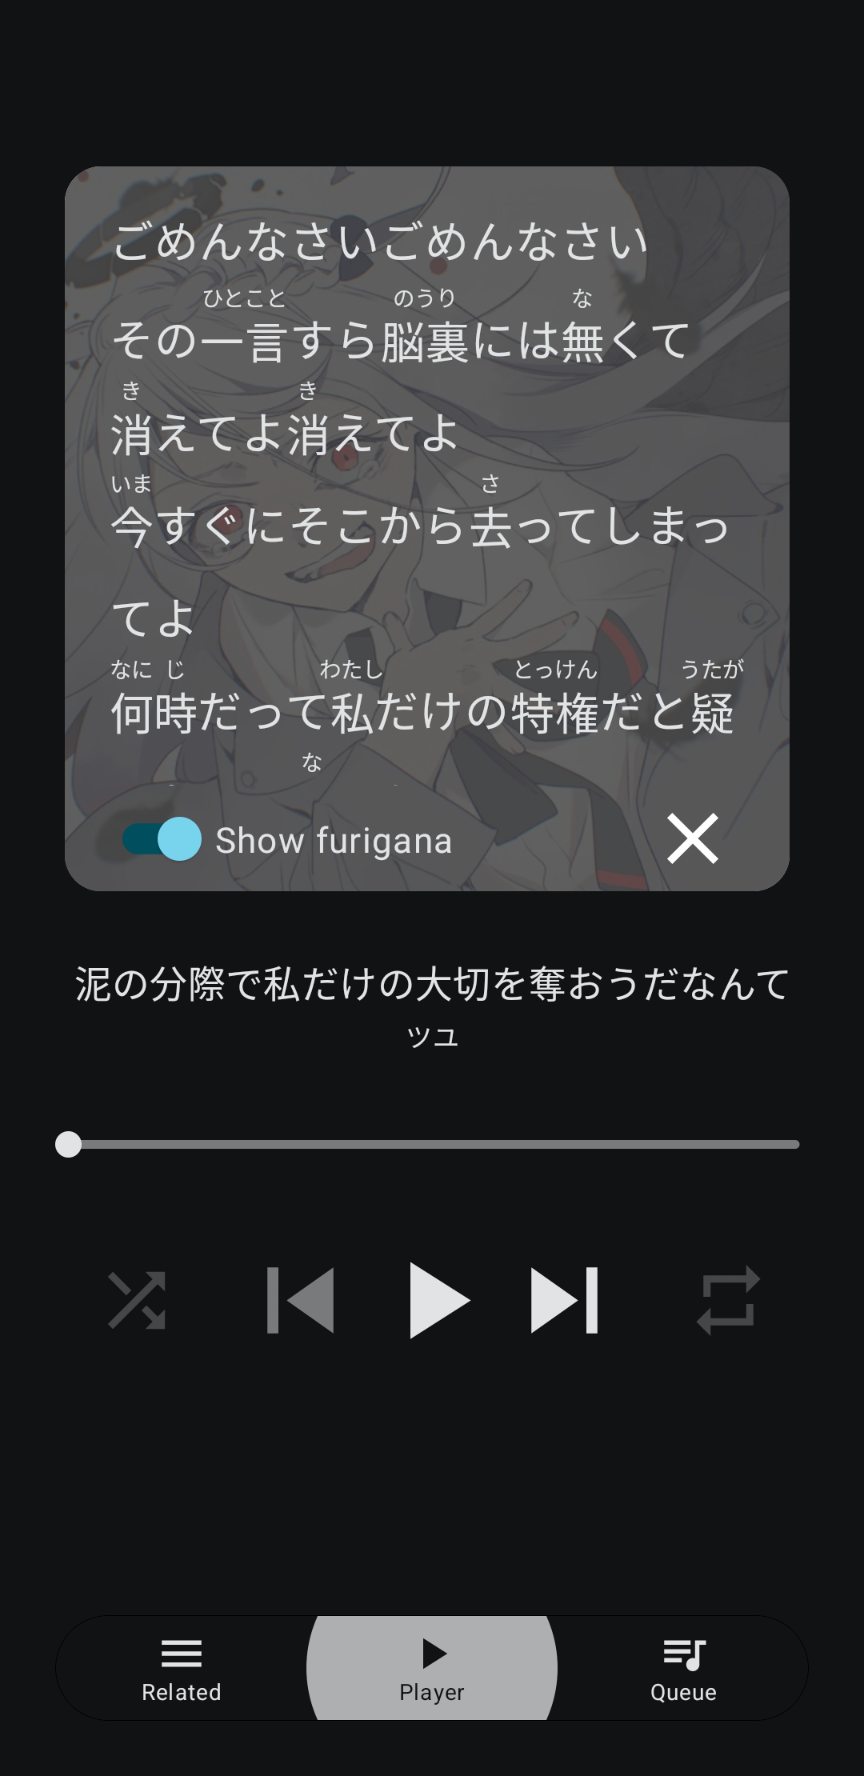 ごめんなさいごめんなさい
ひとこと のうり な
その一言すら脳裏には無くて
き き
消えてよ消えてよ
いま さ
今すぐにそこから去ってしまっ
てよ
なに じ わたし とっけん うたが
何時だって私だけの特権だと疑
な
Show furigana
泥の分際で私だけの大切を奪おうだなんて
ツユ
Related Player Queue